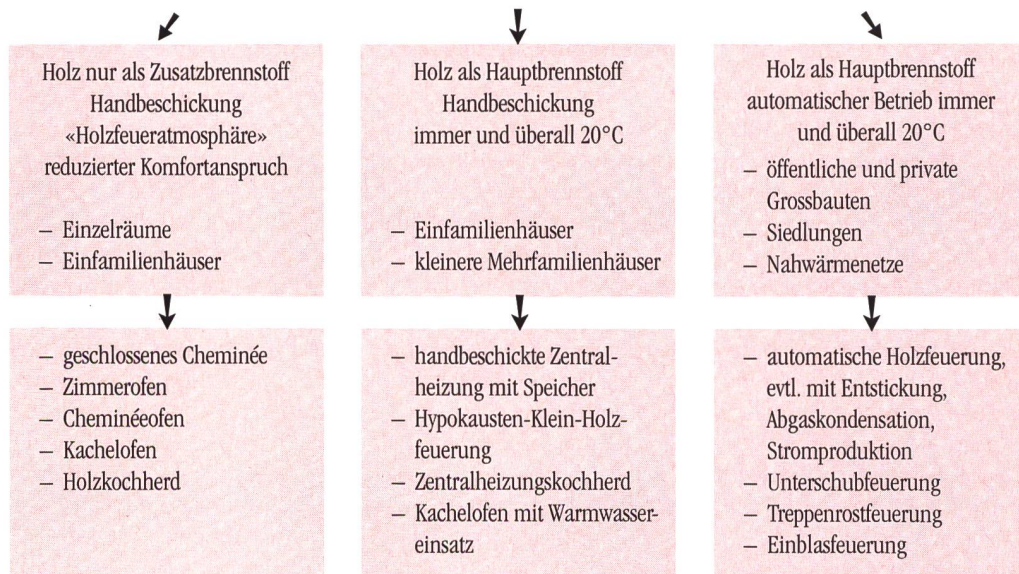 Holz nur als Zusatzbrennstoff
Handbeschickung
«Holzfeueratmosphäre»
reduzierter Komfortanspruch
– Einzelräume
– Einfamilienhäuser
Holz als Hauptbrennstoff
Handbeschickung
immer und überall 20°C
– Einfamilienhäuser
– kleinere Mehrfamilienhäuser
Holz als Hauptbrennstoff
automatischer Betrieb immer
und überall 20°C
– öffentliche und private
Grossbauten
– Siedlungen
– Nahwärmenetze
– geschlossenes Cheminée
– Zimmerofen
– Cheminéeofen
– Kachelofen
– Holzkochherd
– handbeschickte Zentral-
heizung mit Speicher
– Hypokausten-Klein-Holz-
feuerung
– Zentralheizungskochherd
– Kachelofen mit Warmwasser-
einsatz
– automatische Holzfeuerung,
evtl. mit Entstickung,
Abgaskondensation,
Stromproduktion
– Unterschubfeuerung
– Treppenrostfeuerung
– Einblasfeuerung